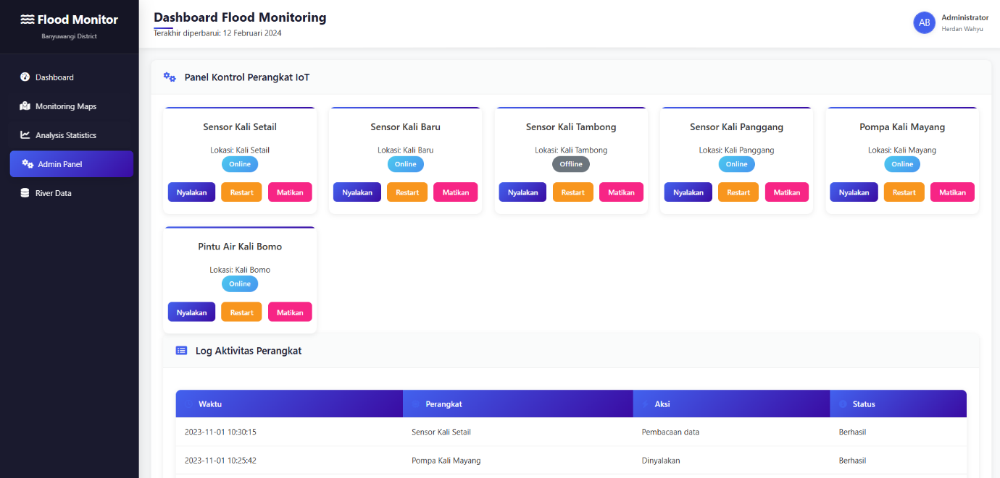 Flood Monitor
Banyuwangi District
Dashboard
Monitoring Maps
Analysis Statistics
Admin Panel
River Data
Dashboard Flood Monitoring
Terakhir diperbarui: 12 Februari 2024
AB
Administrator
Herdan Wahyu
Panel Kontrol Perangkat IoT
Sensor Kali Setail
Lokasi: Kali Setail
Online
Nyalakan Restart Matikan
Sensor Kali Baru
Lokasi: Kali Baru
Online
Nyalakan Restart Matikan
Sensor Kali Tambong
Lokasi: Kali Tambong
Offline
Nyalakan Restart Matikan
Sensor Kali Panggang
Lokasi: Kali Panggang
Online
Nyalakan Restart Matikan
Pompa Kali Mayang
Lokasi: Kali Mayang
Online
Nyalakan Restart Matikan
Pintu Air Kali Bomo
Lokasi: Kali Bomo
Online
Nyalakan Restart Matikan
Log Aktivitas Perangkat
Waktu Perangkat Aksi Status
2023-11-01 10:30:15 Sensor Kali Setail Pembacaan data Berhasil
2023-11-01 10:25:42 Pompa Kali Mayang Dinyalakan Berhasil